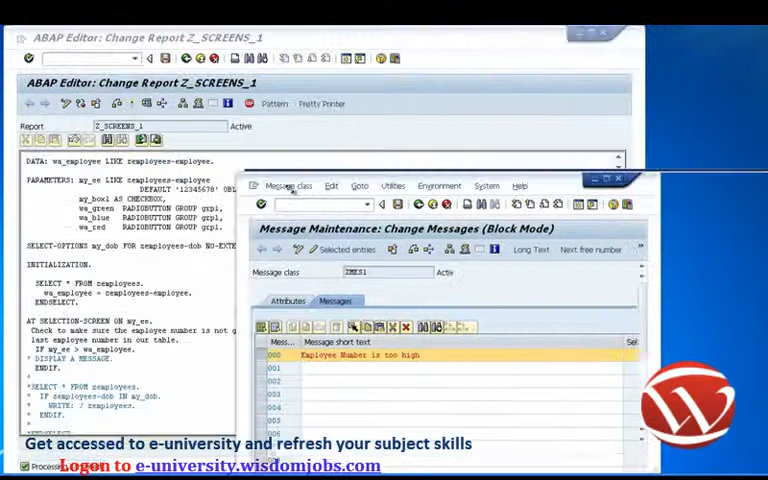 ABAP Editor: Change Report Z_SCREENS_1
ABAP Editor: Change Report Z_SCREENS_1
Pattern Pretty Printer
Report Z_SCREENS_1 Active
DATA: wa_employee LIKE zemployees-employee.
PARAMETERS: my_ee LIKE zemployees-employee
DEFAULT '12345678' OBL
my_box1 AS CHECKBOX,
wa_green RADIOBUTTON GROUP grp1,
wa_blue RADIOBUTTON GROUP grp1,
wa_red RADIOBUTTON GROUP grp1.
SELECT-OPTIONS my_dob FOR zemployees-dob NO-EXTE
INITIALIZATION.
SELECT * FROM zemployees.
wa_employee = zemployees-employee.
ENDSELECT.
AT SELECTION-SCREEN ON my_ee.
Check to make sure the employee number is not g
last employee number in our table.
IF my_ee > wa_employee.
* DISPLAY A MESSAGE.
ENDIF.
*
*SELECT * FROM zemployees.
* IF zemployees-dob IN my_dob.
* WRITE: / zemployees.
* ENDIF.
Message class Edit Goto Utilities Environment System Help
Message Maintenance: Change Messages (Block Mode)
Selected entries Long Text Next free number
Message class ZMES1 Activ
Attributes Messages
Mess... Message short text Sel
000 Employee Number is too high
001
002
003
004
005
006
W
Get accessed to e-university and refresh your subject skills
Logon to e-university.wisdomjobs.com